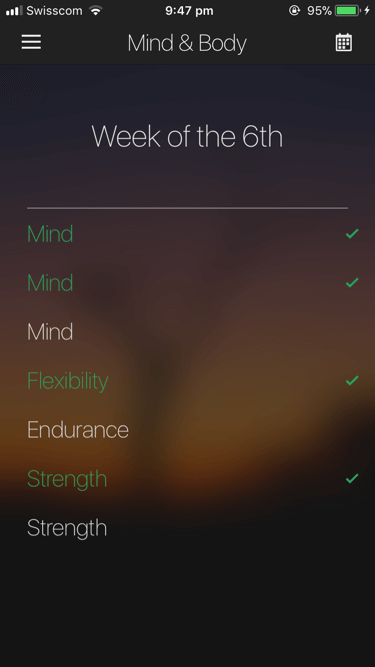 Swisscom 9:47 pm 95%
Mind & Body
Week of the 6th
Mind
Mind
Mind
Flexibility
Endurance
Strength
Strength